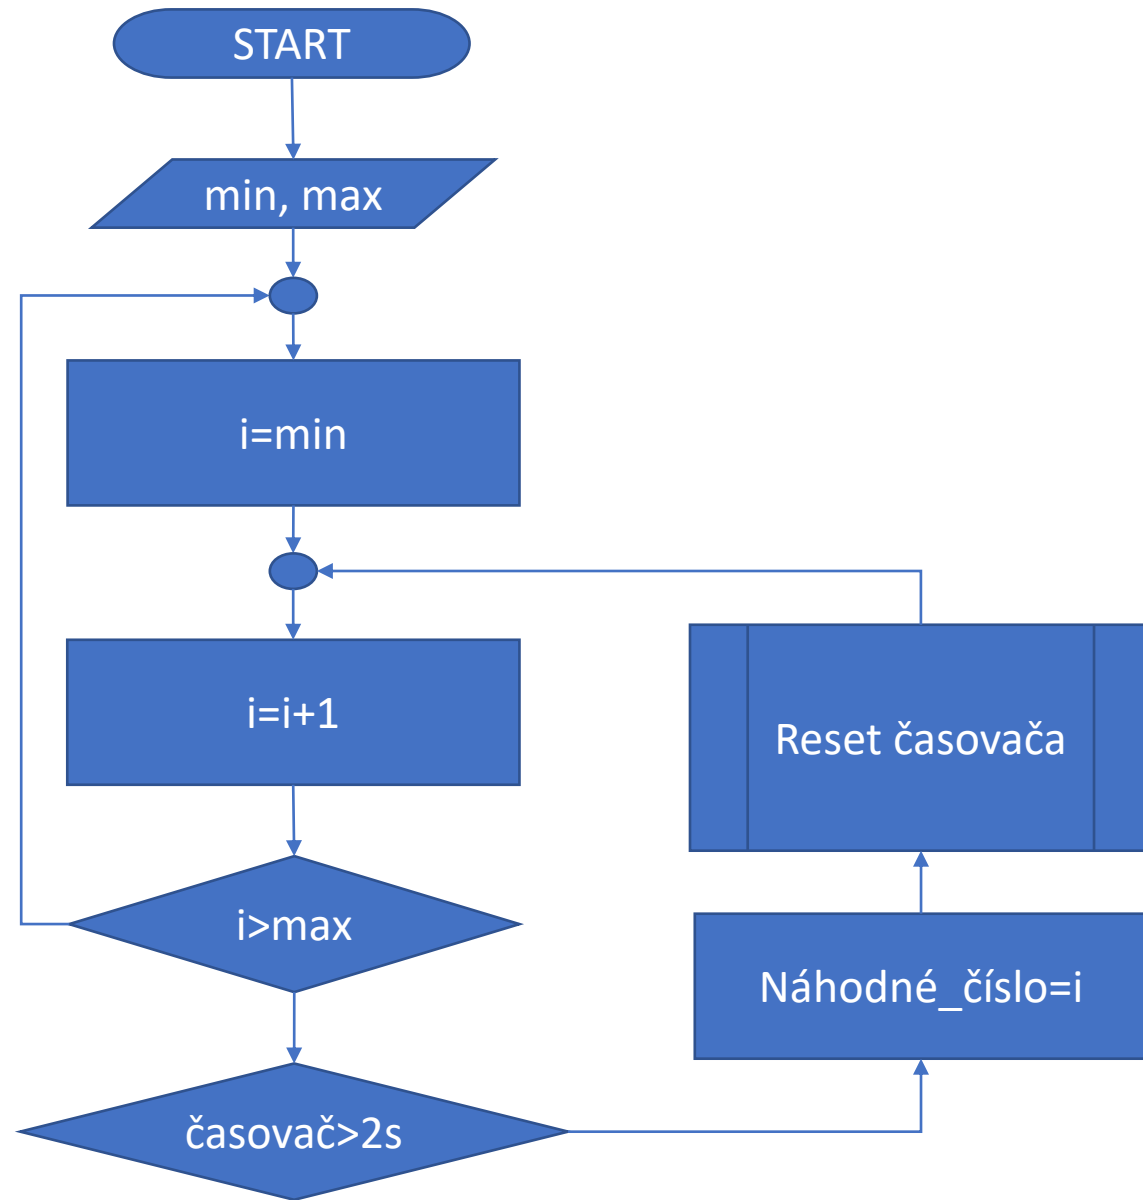 START
min, max
i=min
i=i+1
i>max
časovač>2s
Náhodné_číslo=i
Reset časovača